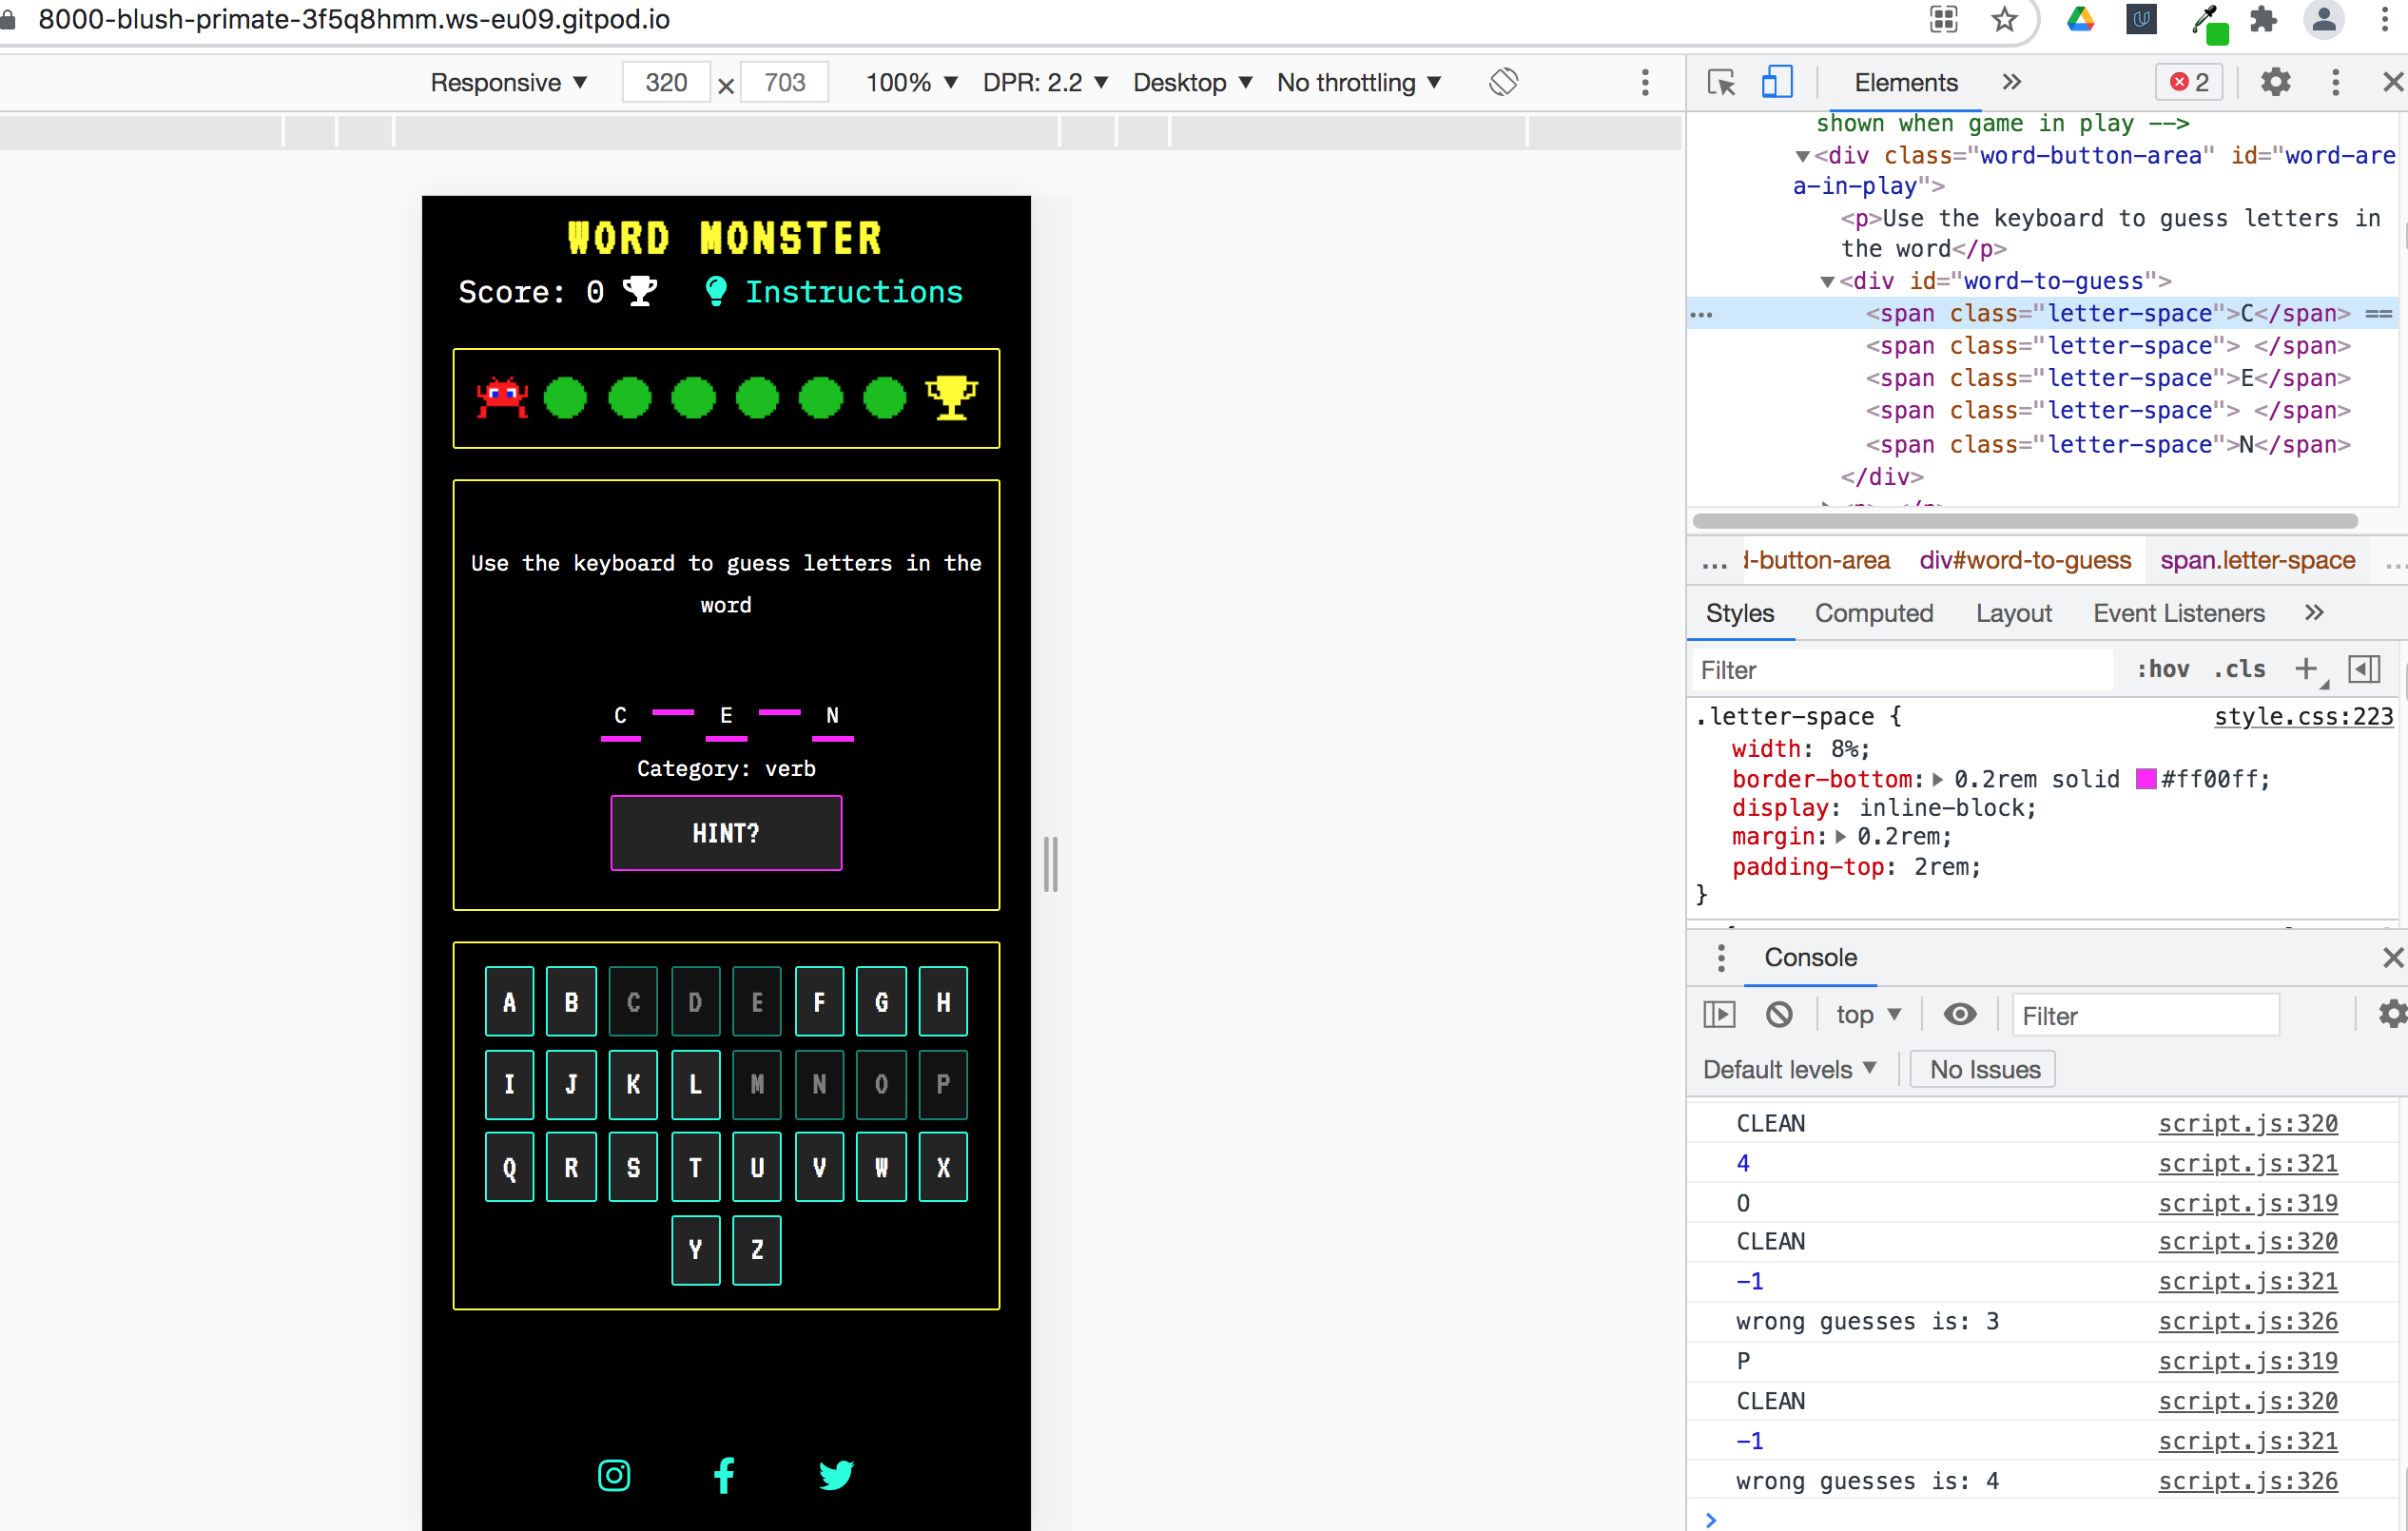 8000-blush-primate-3f5q8hmm.ws-eu09.gitpod.io
Responsive ▼ 320 × 703 100% ▼ DPR: 2.2 ▼ Desktop ▼ No throttling ▼
WORD MONSTER
Score: 0 Instructions
Use the keyboard to guess letters in the
word
C E N
Category: verb
HINT?
A B C D E F G H
I J K L M N O P
Q R S T U V W X
Y Z
Elements » 2
shown when game in play -->
▼<div class="word-button-area" id="word-are
a-in-play">
<p>Use the keyboard to guess letters in
the word</p>
▼<div id="word-to-guess">
… <span class="letter-space">C</span> ==
<span class="letter-space"> </span>
<span class="letter-space">E</span>
<span class="letter-space"> </span>
<span class="letter-space">N</span>
</div>
… d-button-area div#word-to-guess span.letter-space …
Styles Computed Layout Event Listeners »
Filter :hov .cls +
.letter-space { style.css:223
width: 8%;
border-bottom: ▶ 0.2rem solid #ff00ff;
display: inline-block;
margin: ▶ 0.2rem;
padding-top: 2rem;
}
Console
top ▼ Filter
Default levels ▼ No Issues
CLEAN script.js:320
4 script.js:321
O script.js:319
CLEAN script.js:320
-1 script.js:321
wrong guesses is: 3 script.js:326
P script.js:319
CLEAN script.js:320
-1 script.js:321
wrong guesses is: 4 script.js:326
>